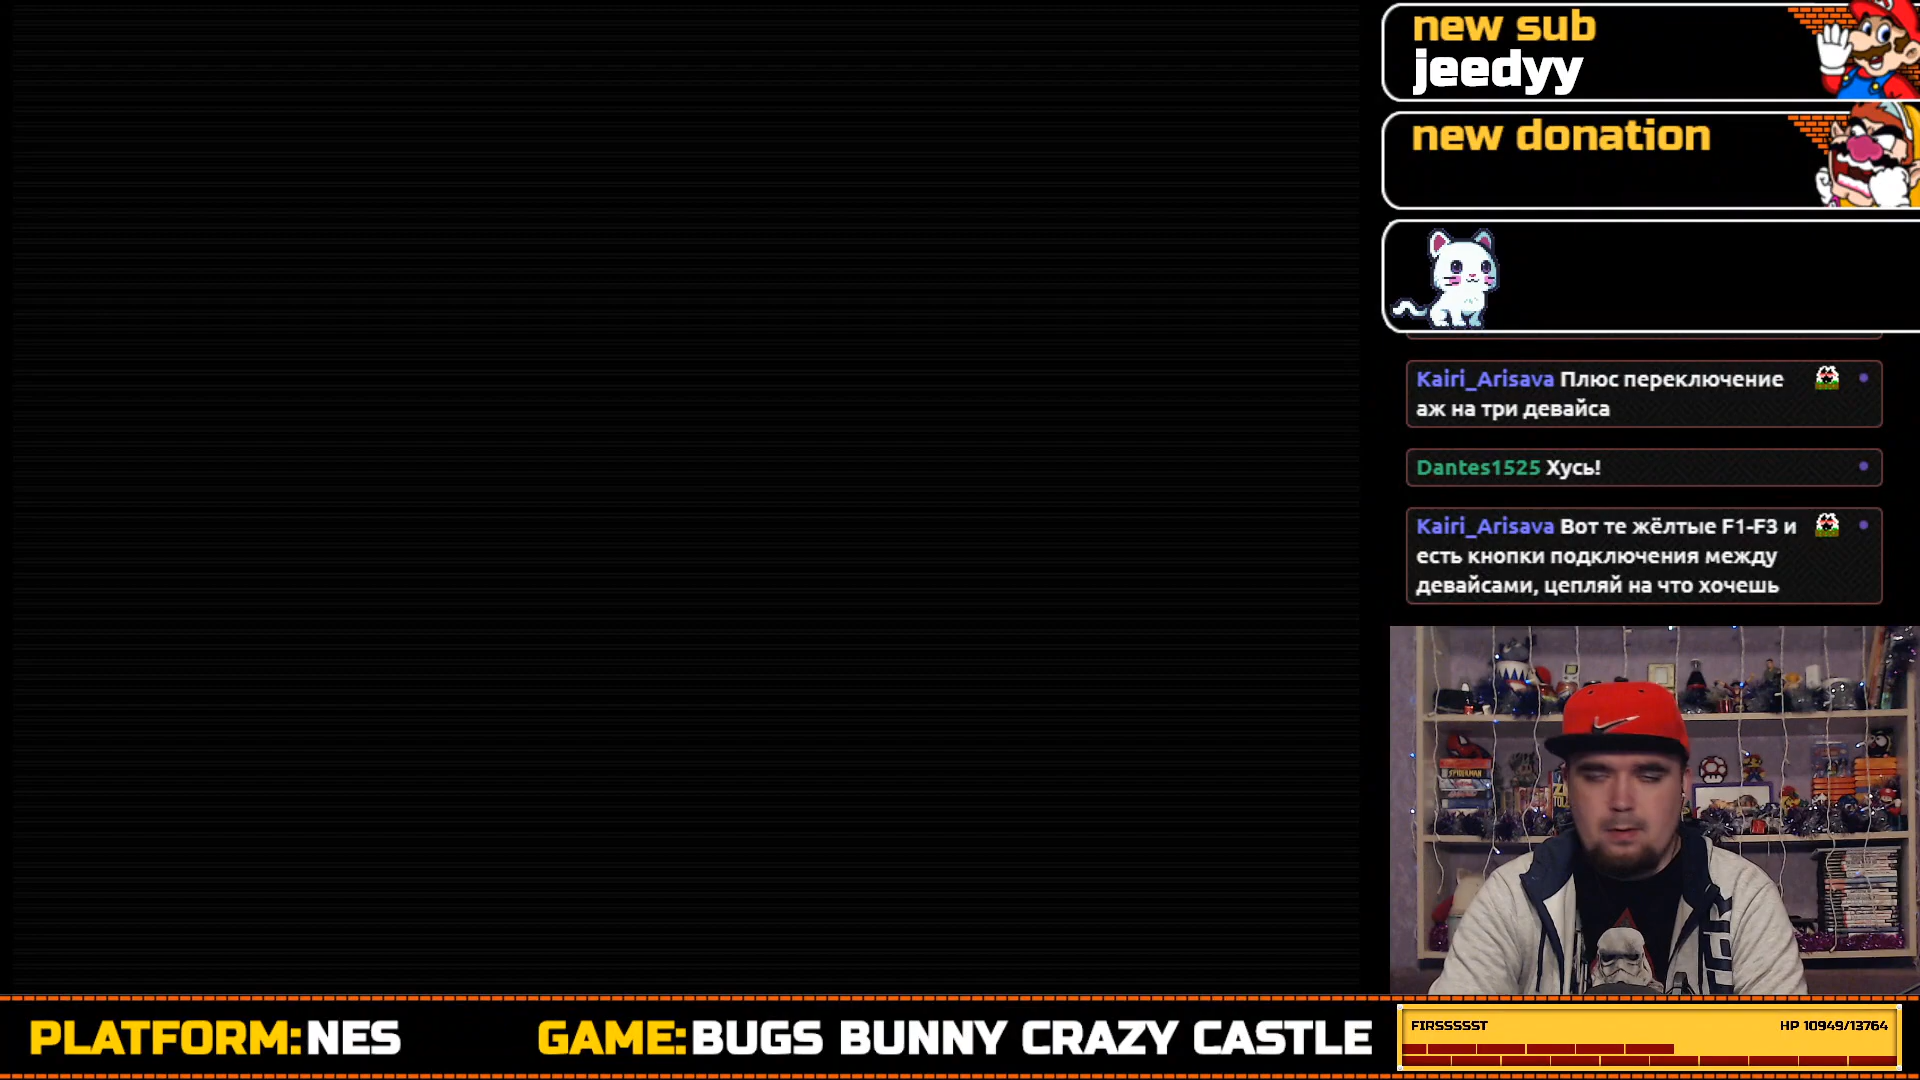 new sub
jeedyy
new donation
Kairi_Arisava Плюс переключение
аж на три девайса
Dantes1525 Хусь!
Kairi_Arisava Вот те жёлтые F1-F3 и
есть кнопки подключения между
девайсами, цепляй на что хочешь
SPIDERMAN
PLATFORM:NES
GAME:BUGS BUNNY CRAZY CASTLE
FIRSSSSST
HP 10949/13764